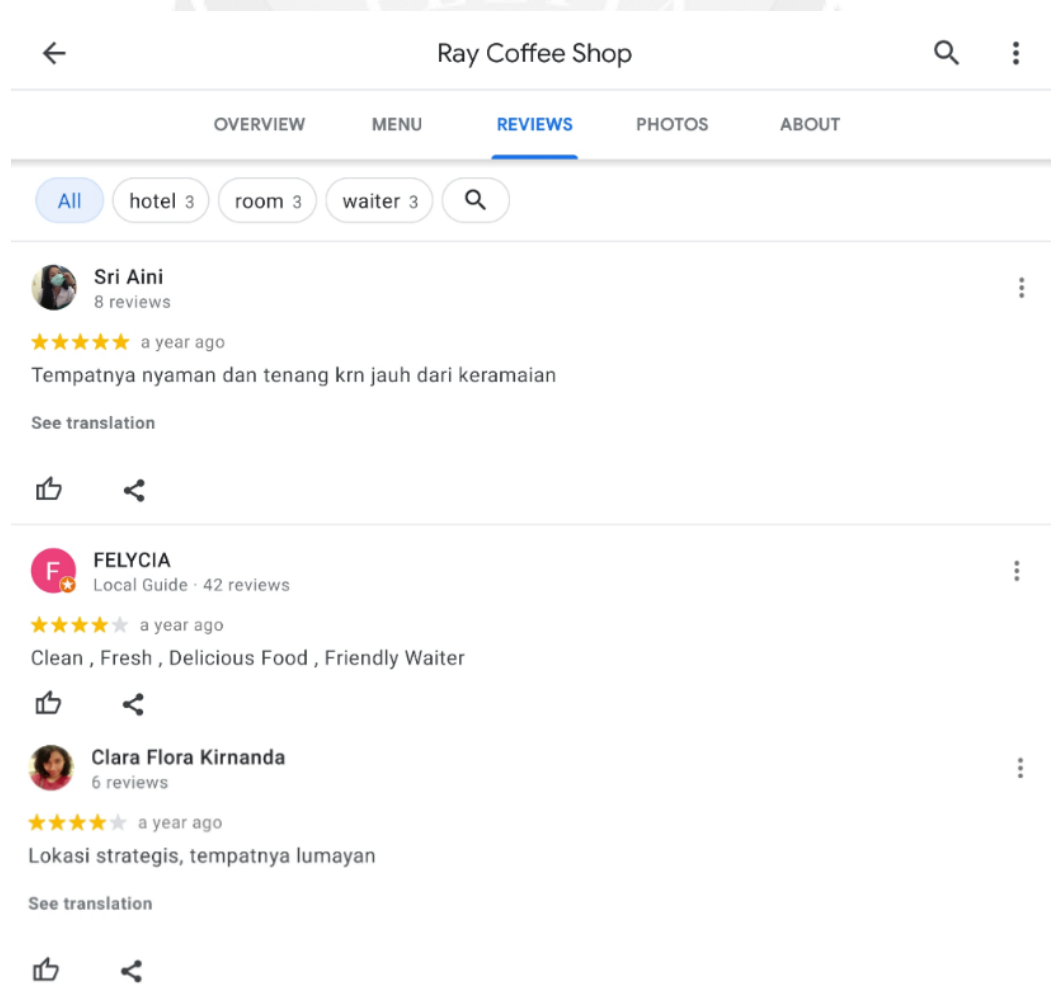 Ray Coffee Shop
OVERVIEW MENU REVIEWS PHOTOS ABOUT
All hotel 3 room 3 waiter 3
Sri Aini
8 reviews
a year ago
Tempatnya nyaman dan tenang krn jauh dari keramaian
See translation
F
FELYCIA
Local Guide · 42 reviews
a year ago
Clean , Fresh , Delicious Food , Friendly Waiter
Clara Flora Kirnanda
6 reviews
a year ago
Lokasi strategis, tempatnya lumayan
See translation